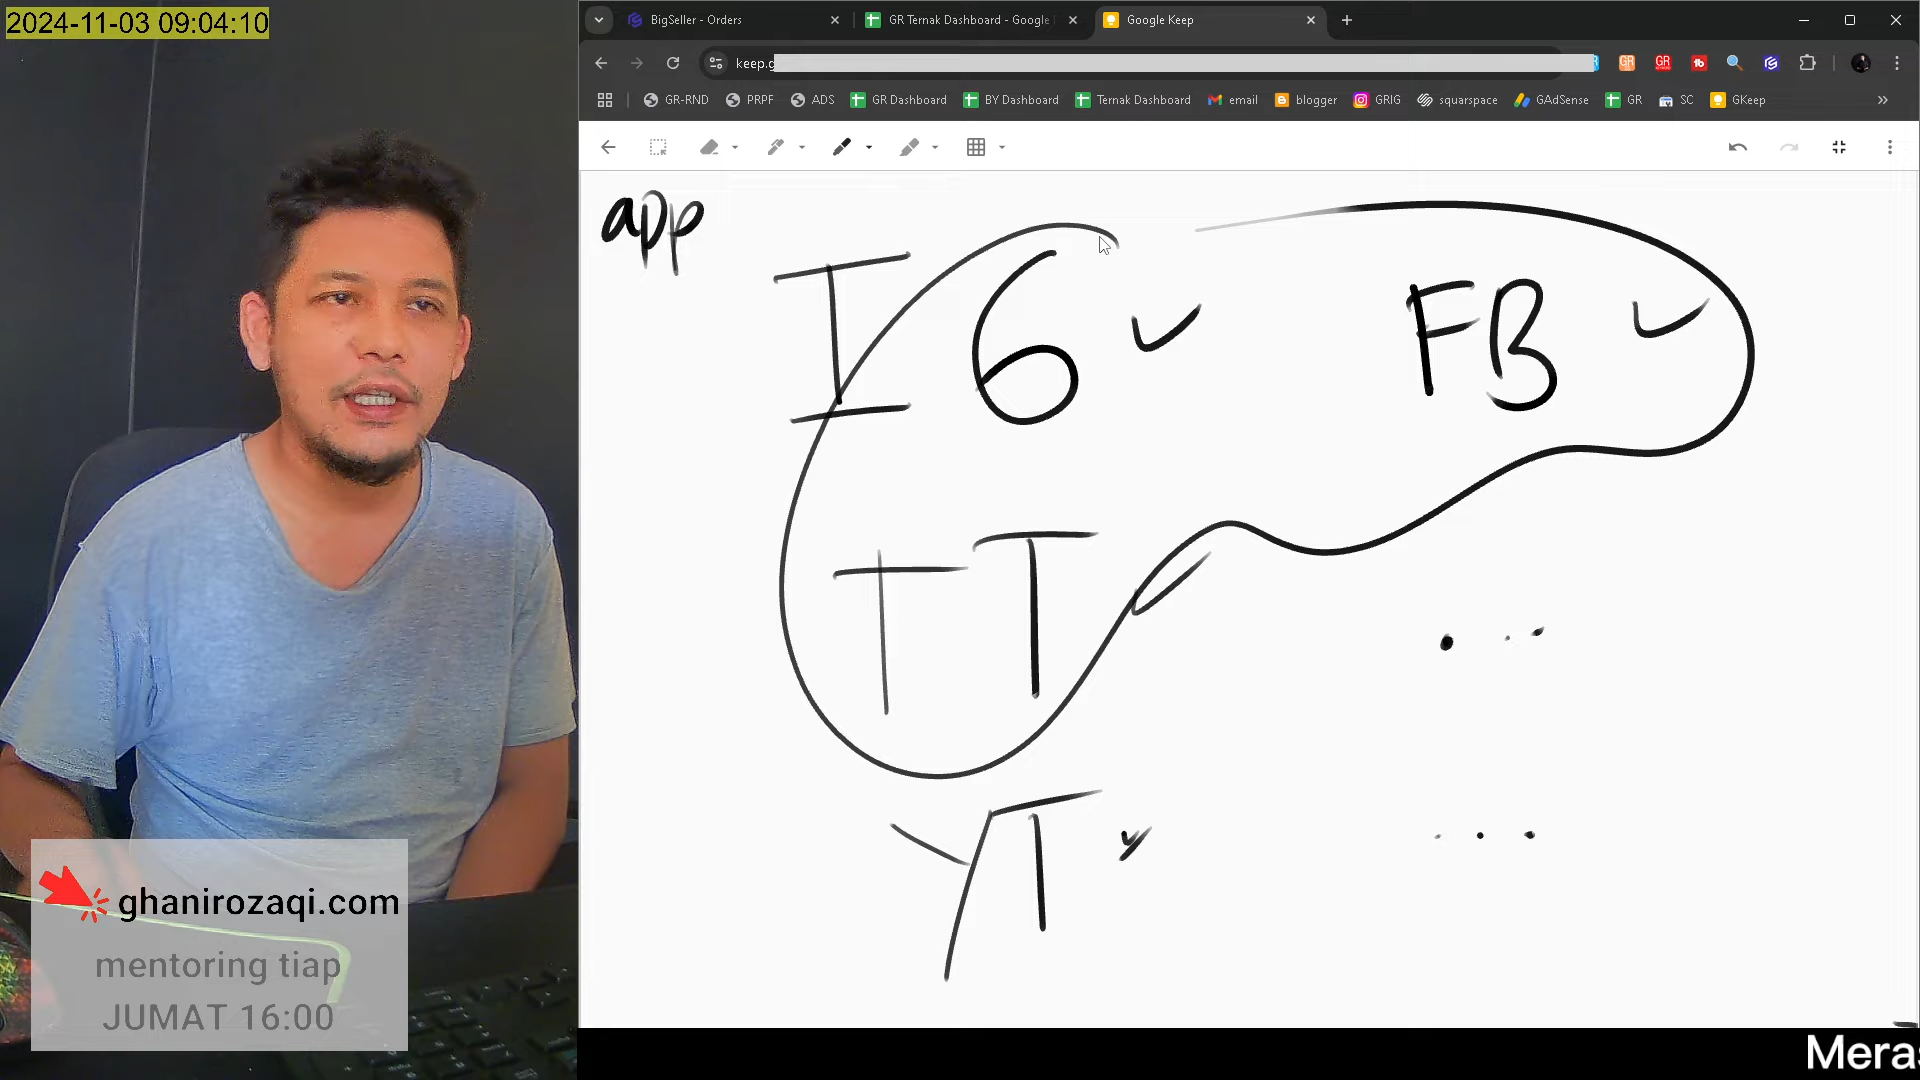 2024-11-03 09:04:10
BigSeller - Orders
GR Ternak Dashboard - Google
Google Keep
keep.g
GR-RND
PRPF
ADS
GR Dashboard
BY Dashboard
Ternak Dashboard
email
blogger
GRIG
squarspace
GAdSense
GR
SC
GKeep
app
IG
FB
TT
YT
ghanirozaqi.com
mentoring tiap
JUMAT 16:00
Meras